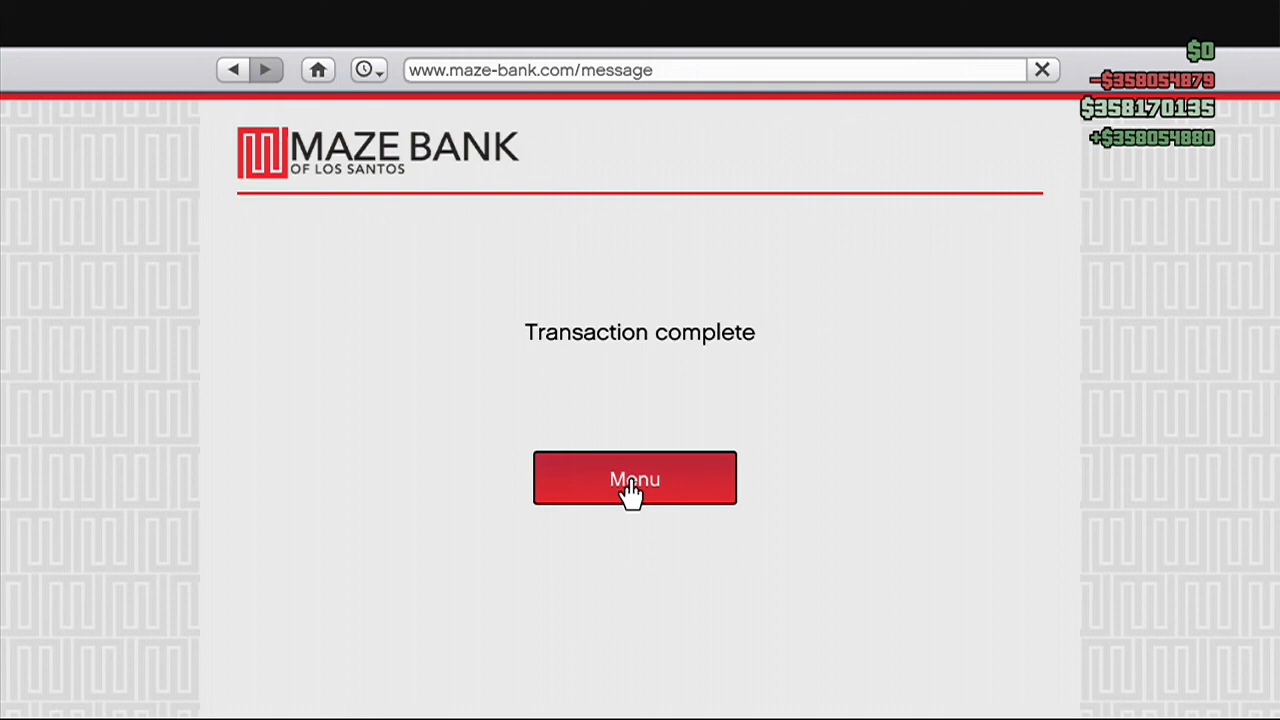 www.maze-bank.com/message
$0
-$358054879
$358170135
+$358054880
MAZE BANK
OF LOS SANTOS
Transaction complete
Menu